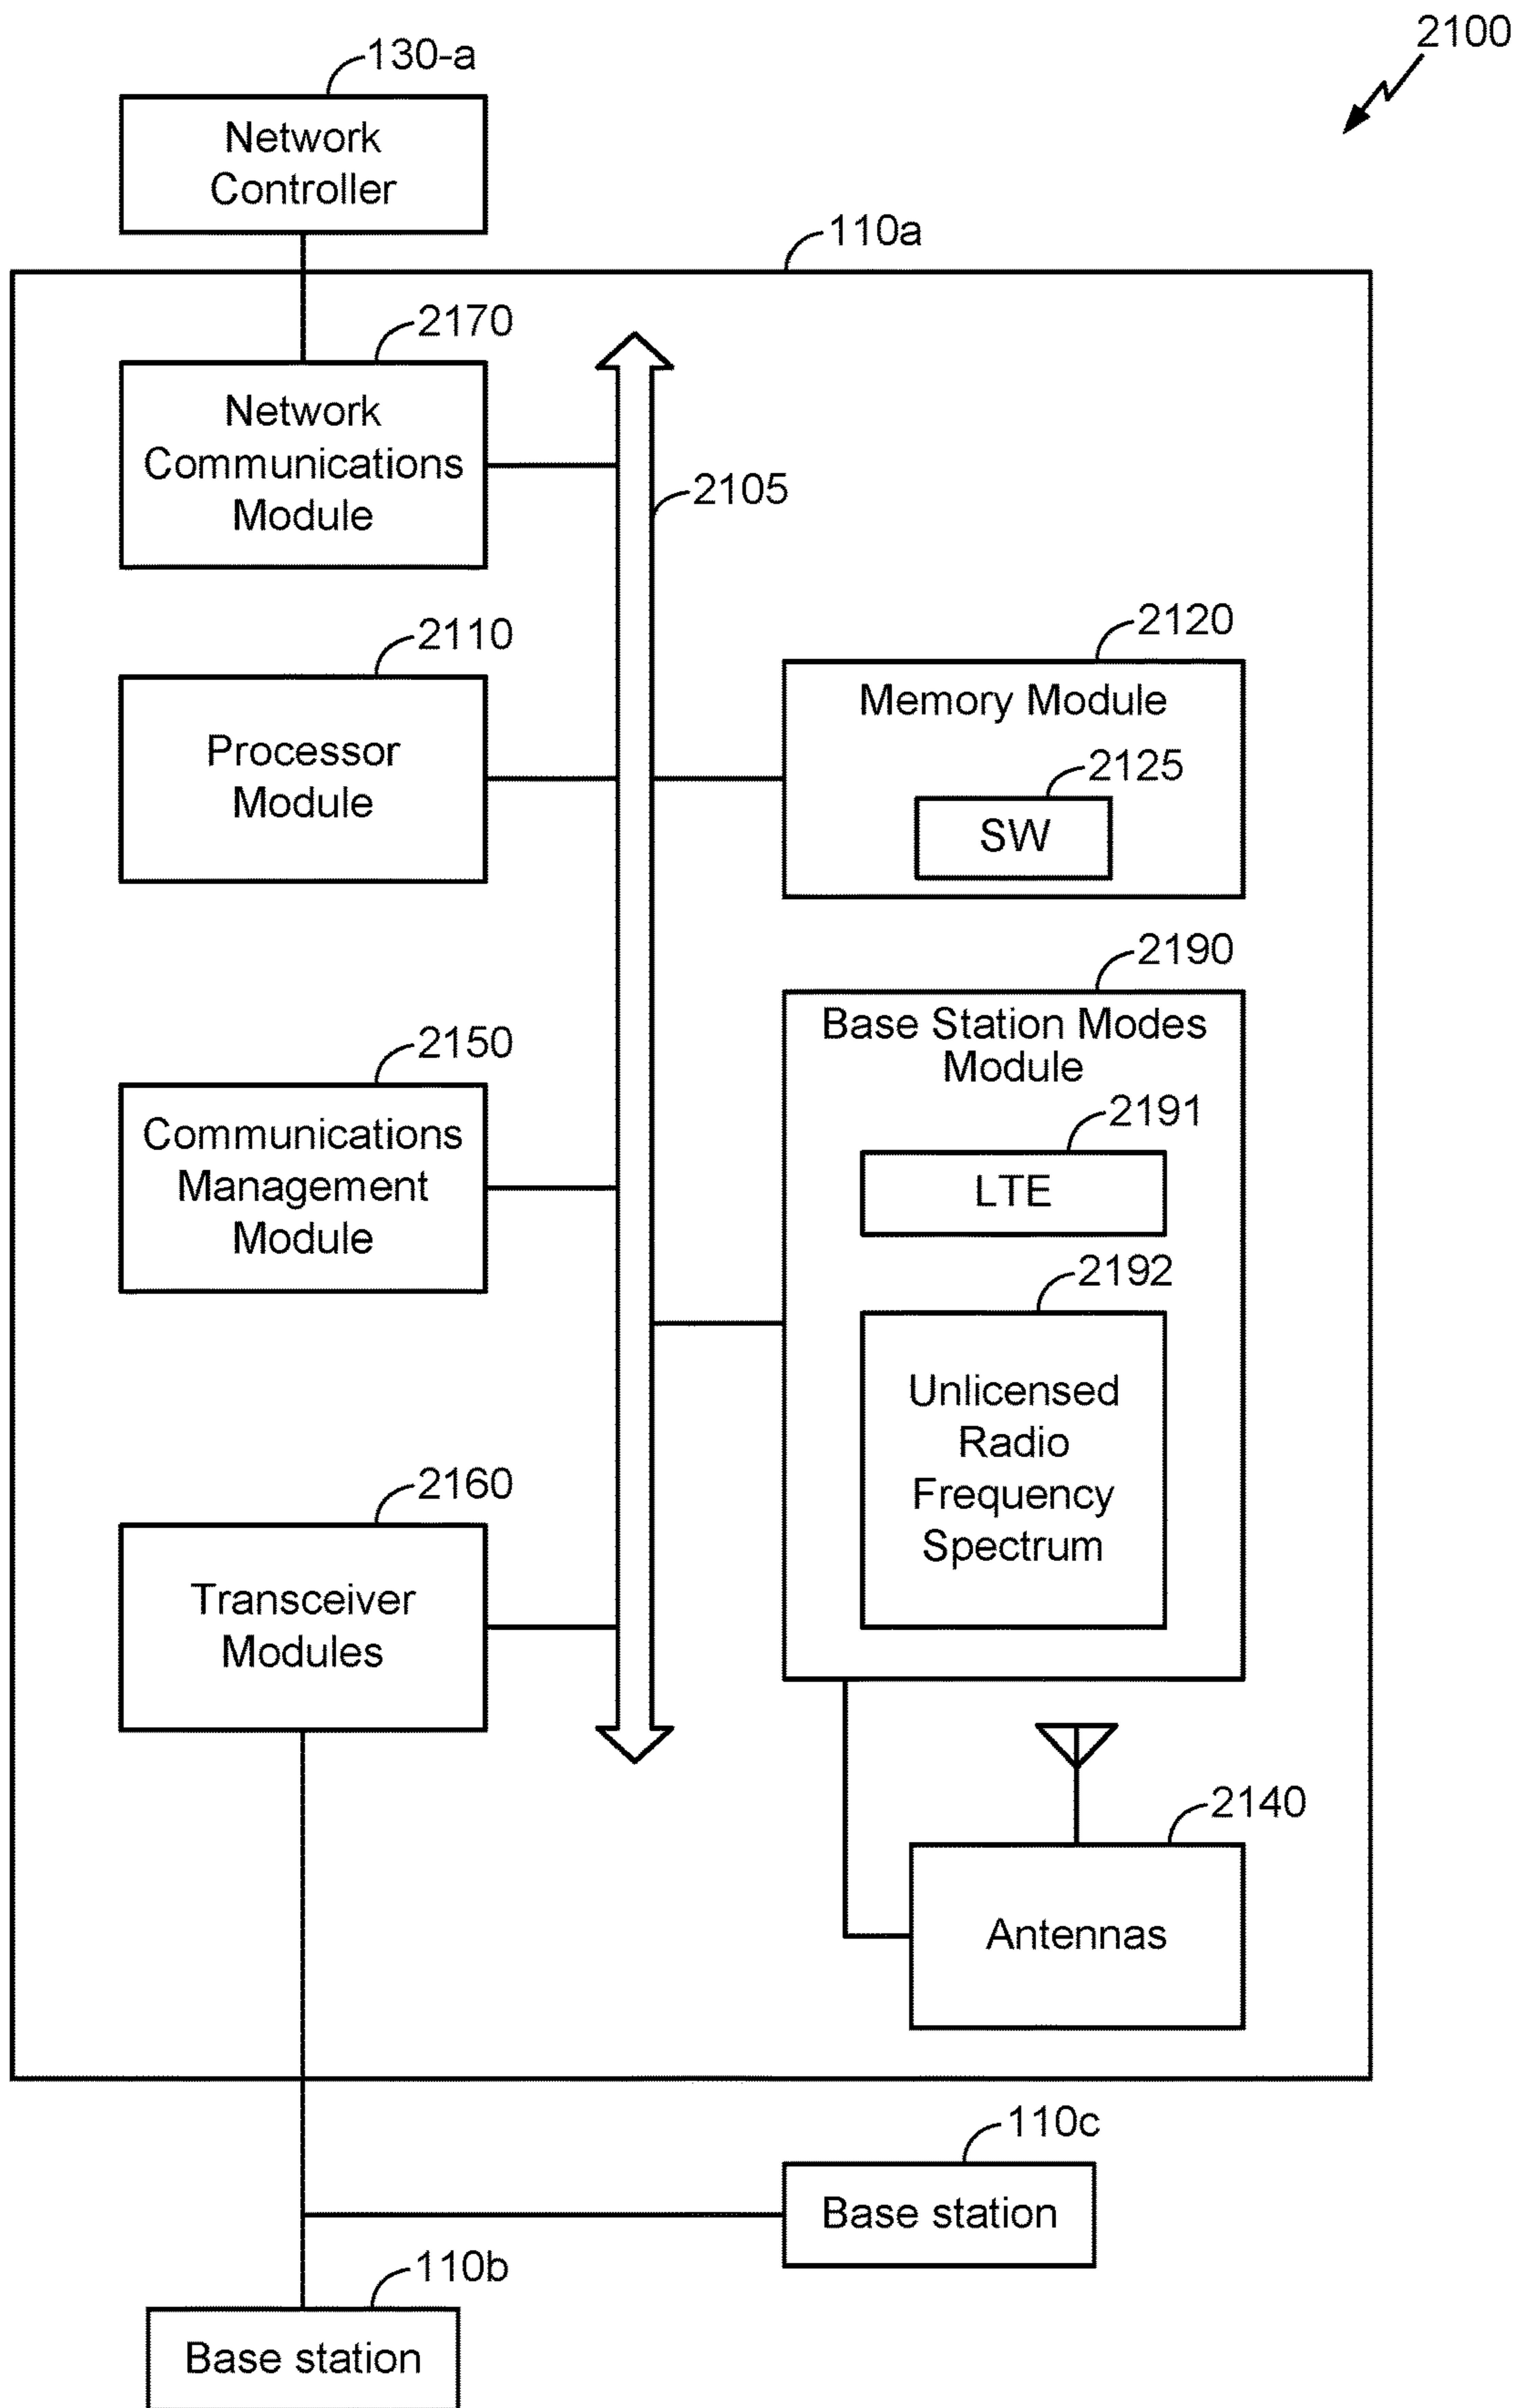 2100
130-a
Network
Controller
110a
2170
Network
Communications
Module
2105
2110
Processor
Module
2120
Memory Module
2125
SW
2150
Communications
Management
Module
2190
Base Station Modes
Module
2191
LTE
2192
Unlicensed
Radio
Frequency
Spectrum
2160
Transceiver
Modules
2140
Antennas
110c
Base station
110b
Base station